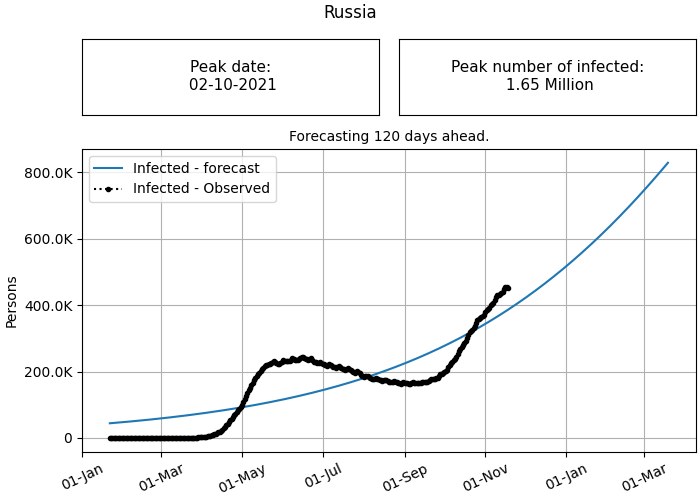 Russia
Peak date:
02-10-2021
Peak number of infected:
1.65 Million
Forecasting 120 days ahead.
Infected - forecast
Infected - Observed
Persons
800.0K
600.0K
400.0K
200.0K
0
01-Jan
01-Mar
01-May
01-Jul
01-Sep
01-Nov
01-Jan
01-Mar